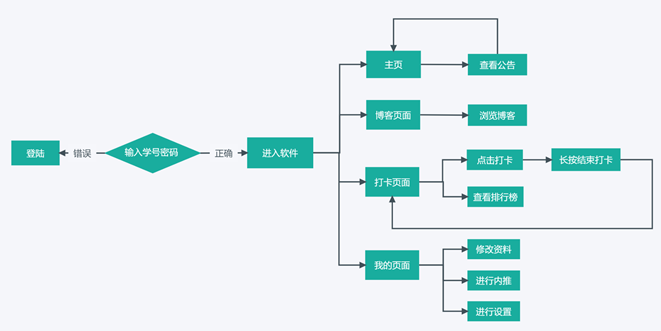 主页
查看公告
博客页面
浏览博客
登陆
错误
输入学号密码
正确
进入软件
打卡页面
点击打卡
长按结束打卡
查看排行榜
我的页面
修改资料
进行内推
进行设置